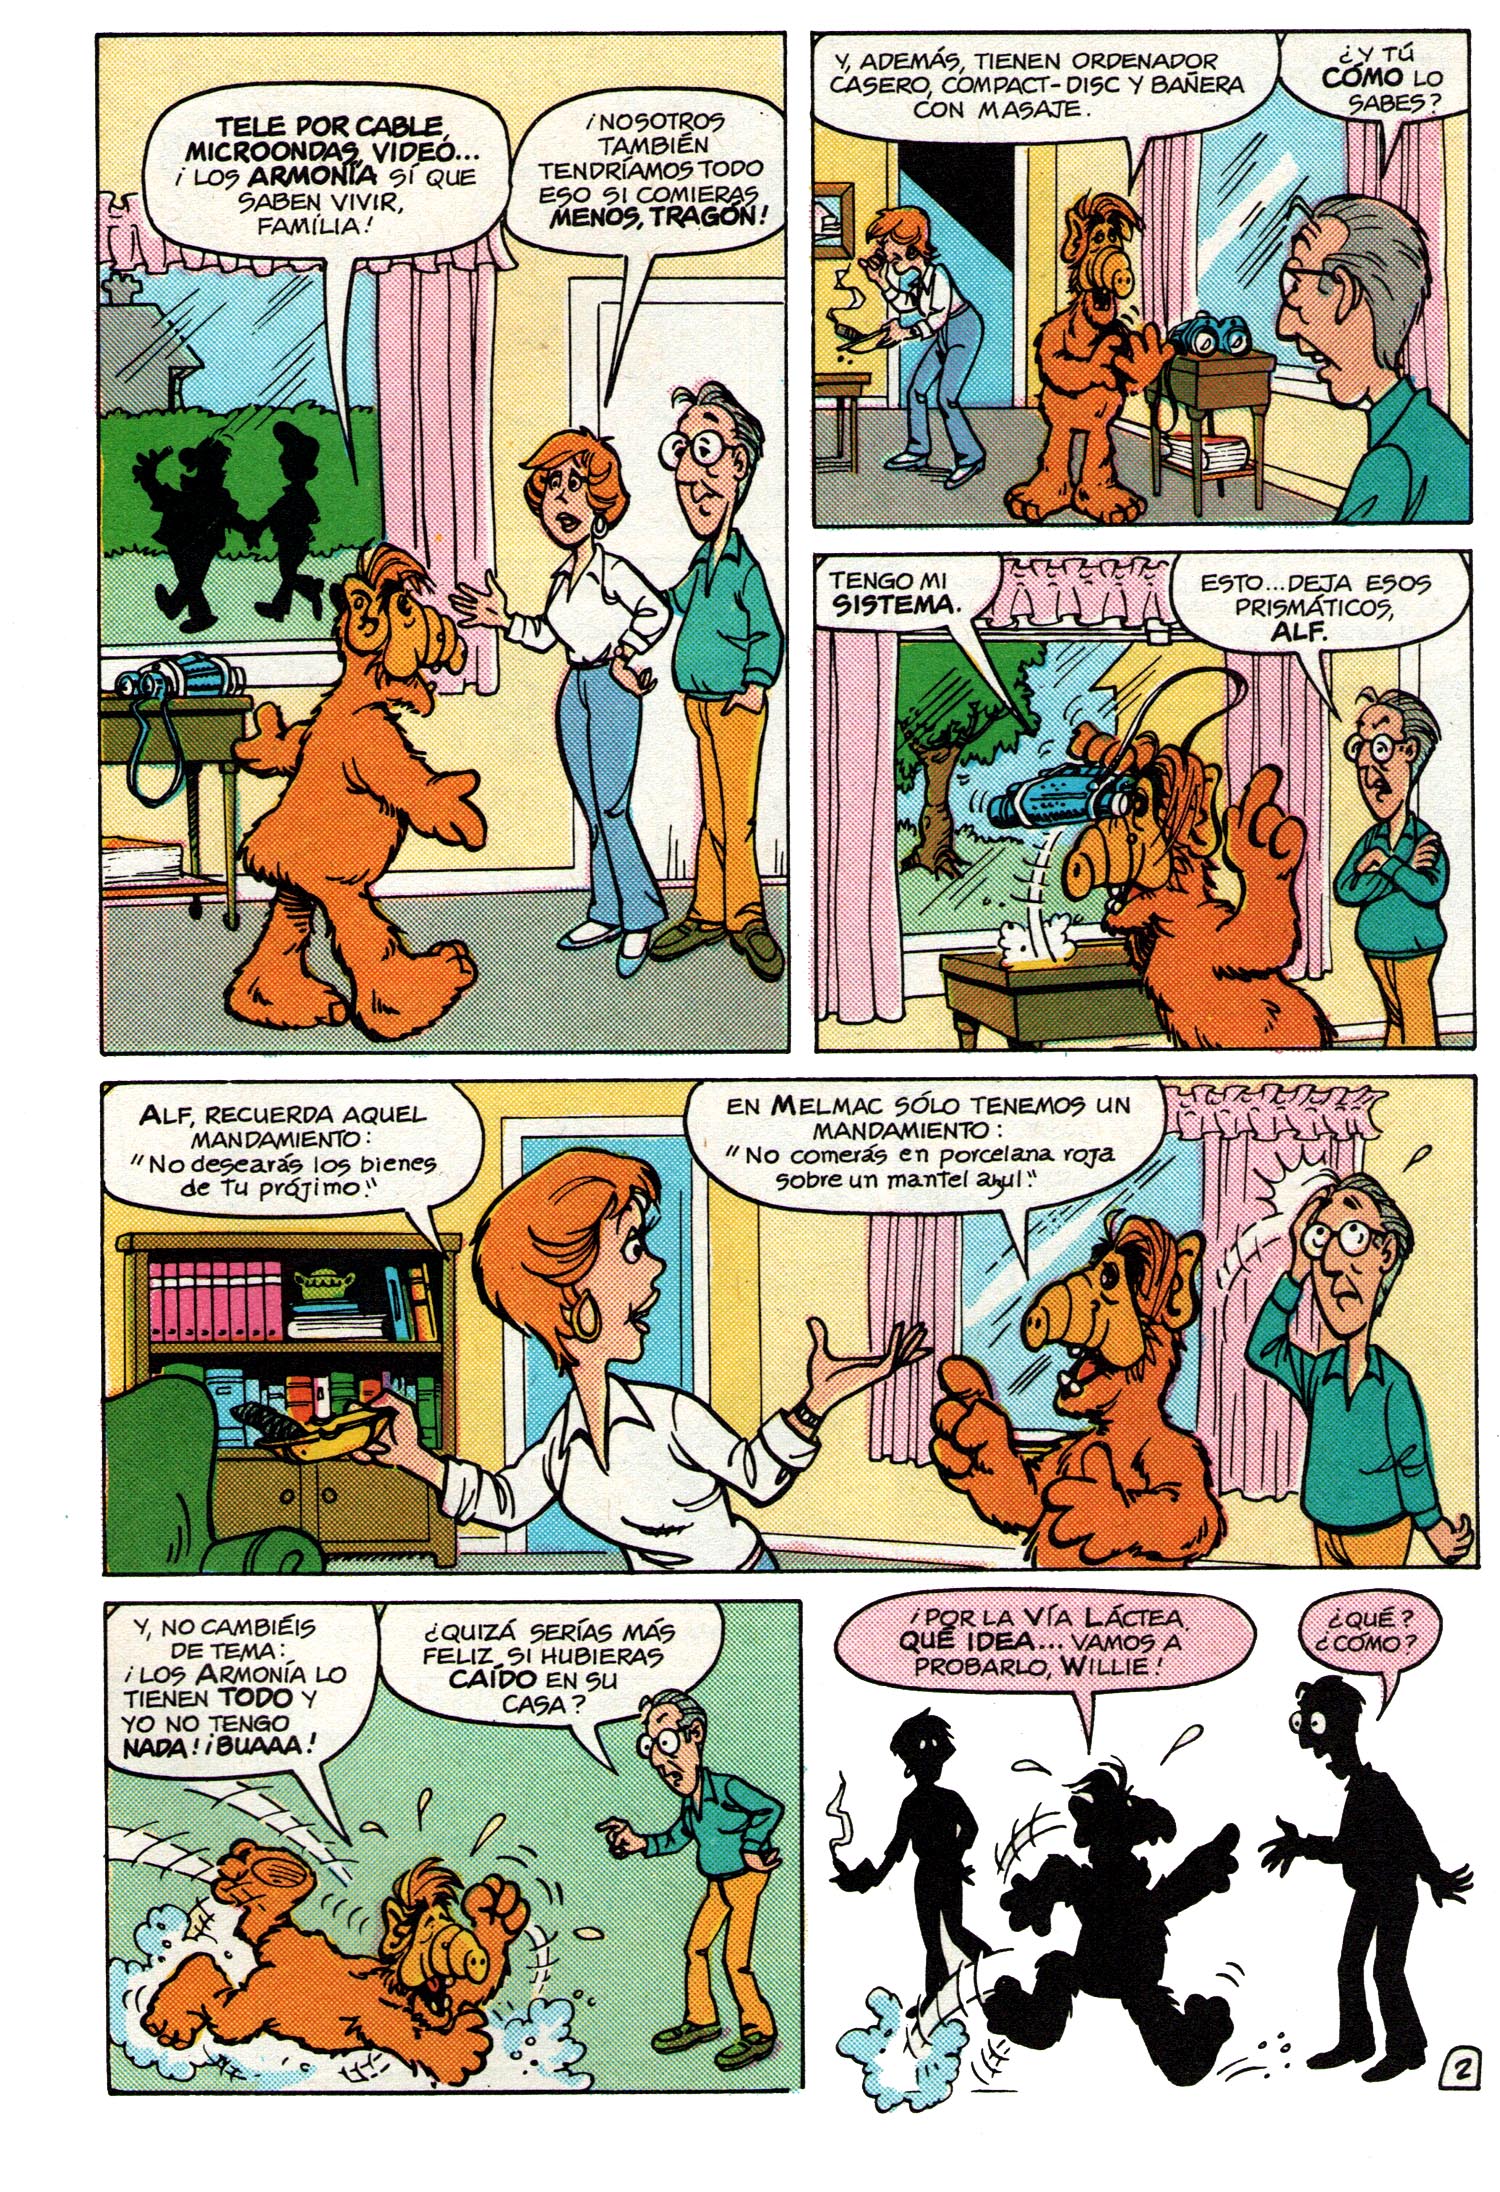 TELE POR CABLE,
MICROONDAS, VIDEO...
¡LOS ARMONÍA SÍ QUE
SABEN VIVIR,
FAMÍLIA!
¡NOSOTROS
TAMBIÉN
TENDRÍAMOS TODO
ESO SI COMIERAS
MENOS, TRAGÓN!
Y, ADEMÁS, TIENEN ORDENADOR
CASERO, COMPACT-DISC Y BAÑERA
CON MASAJE.
¿Y TÚ
CÓMO LO
SABES?
TENGO MI
SISTEMA.
ESTO...DEJA ESOS
PRISMÁTICOS,
ALF.
ALF, RECUERDA AQUEL
MANDAMIENTO:
"No desearás los bienes
de tu prójimo."
EN MELMAC SÓLO TENEMOS UN
MANDAMIENTO:
"No comerás en porcelana roja
sobre un mantel azul."
Y, NO CAMBIÉIS
DE TEMA:
¡LOS ARMONÍA LO
TIENEN TODO Y
YO NO TENGO
NADA! ¡BUAAA!
¿QUIZÁ SERÍAS MÁS
FELIZ, SI HUBIERAS
CAÍDO EN SU
CASA?
¡POR LA VÍA LÁCTEA,
QUÉ IDEA... VAMOS A
PROBARLO, WILLIE!
¿QUÉ?
¿CÓMO?
2